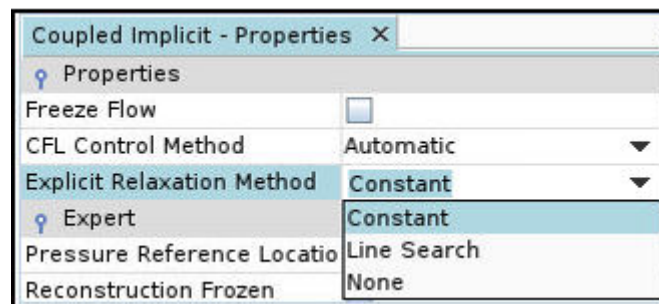 Coupled Implicit - Properties ×
Properties
Freeze Flow
CFL Control Method Automatic
Explicit Relaxation Method Constant
Expert Constant
Pressure Reference Locatio Line Search
Reconstruction Frozen None